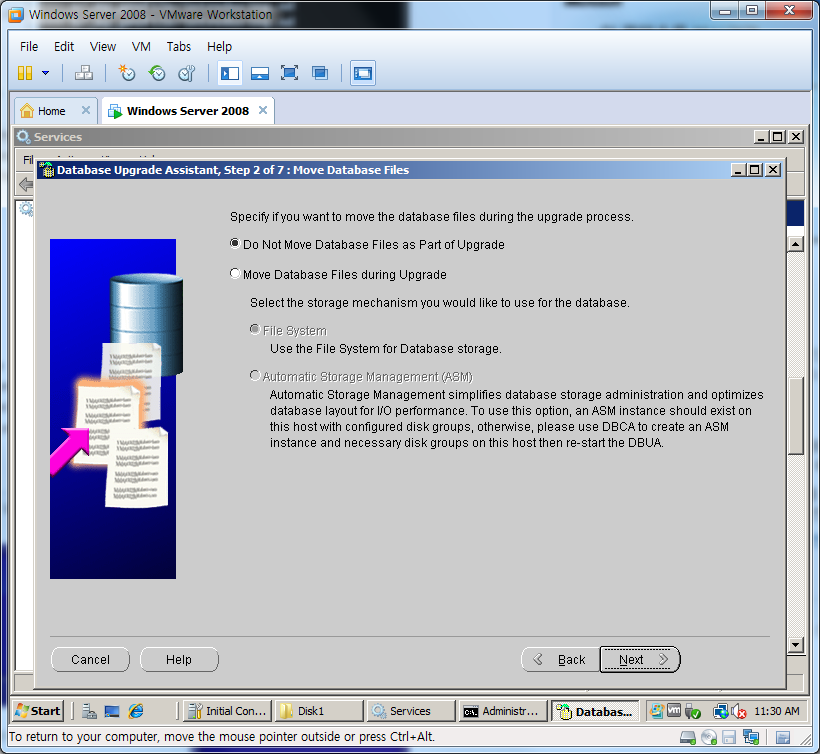 Windows Server 2008 - VMware Workstation
File Edit View VM Tabs Help
Home
Windows Server 2008
Services
Database Upgrade Assistant, Step 2 of 7 : Move Database Files
Specify if you want to move the database files during the upgrade process.
Do Not Move Database Files as Part of Upgrade
Move Database Files during Upgrade
Select the storage mechanism you would like to use for the database.
File System
Use the File System for Database storage.
Automatic Storage Management (ASM)
Automatic Storage Management simplifies database storage administration and optimizes
database layout for I/O performance. To use this option, an ASM instance should exist on
this host with configured disk groups, otherwise, please use DBCA to create an ASM
instance and necessary disk groups on this host then re-start the DBUA.
Cancel Help Back Next
Start Initial Con... Disk1 Services Administr... Databas... 11:30 AM
To return to your computer, move the mouse pointer outside or press Ctrl+Alt.